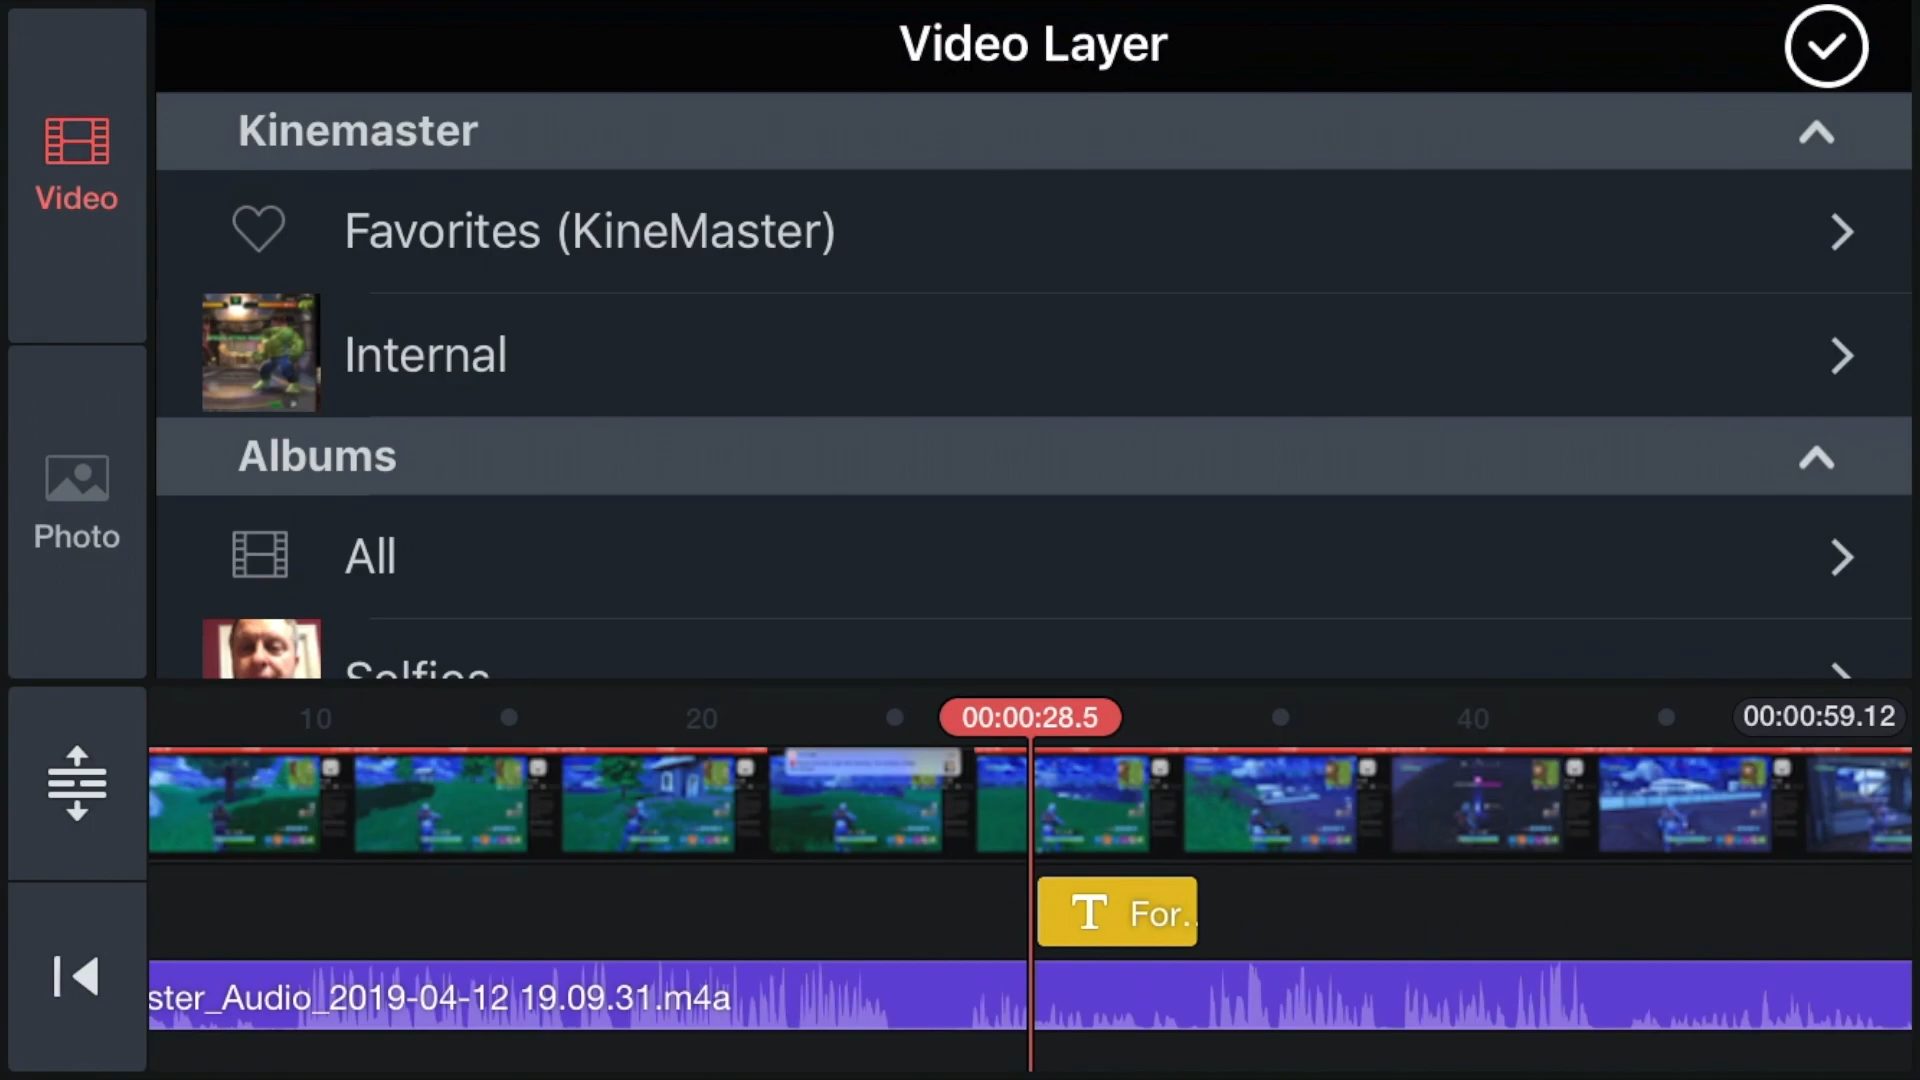 Video Layer
Video
Kinemaster
Favorites (KineMaster)
Internal
Albums
Photo
All
Selfies
10
20
00:00:28.5
40
00:00:59.12
T For..
ster_Audio_2019-04-12 19.09.31.m4a